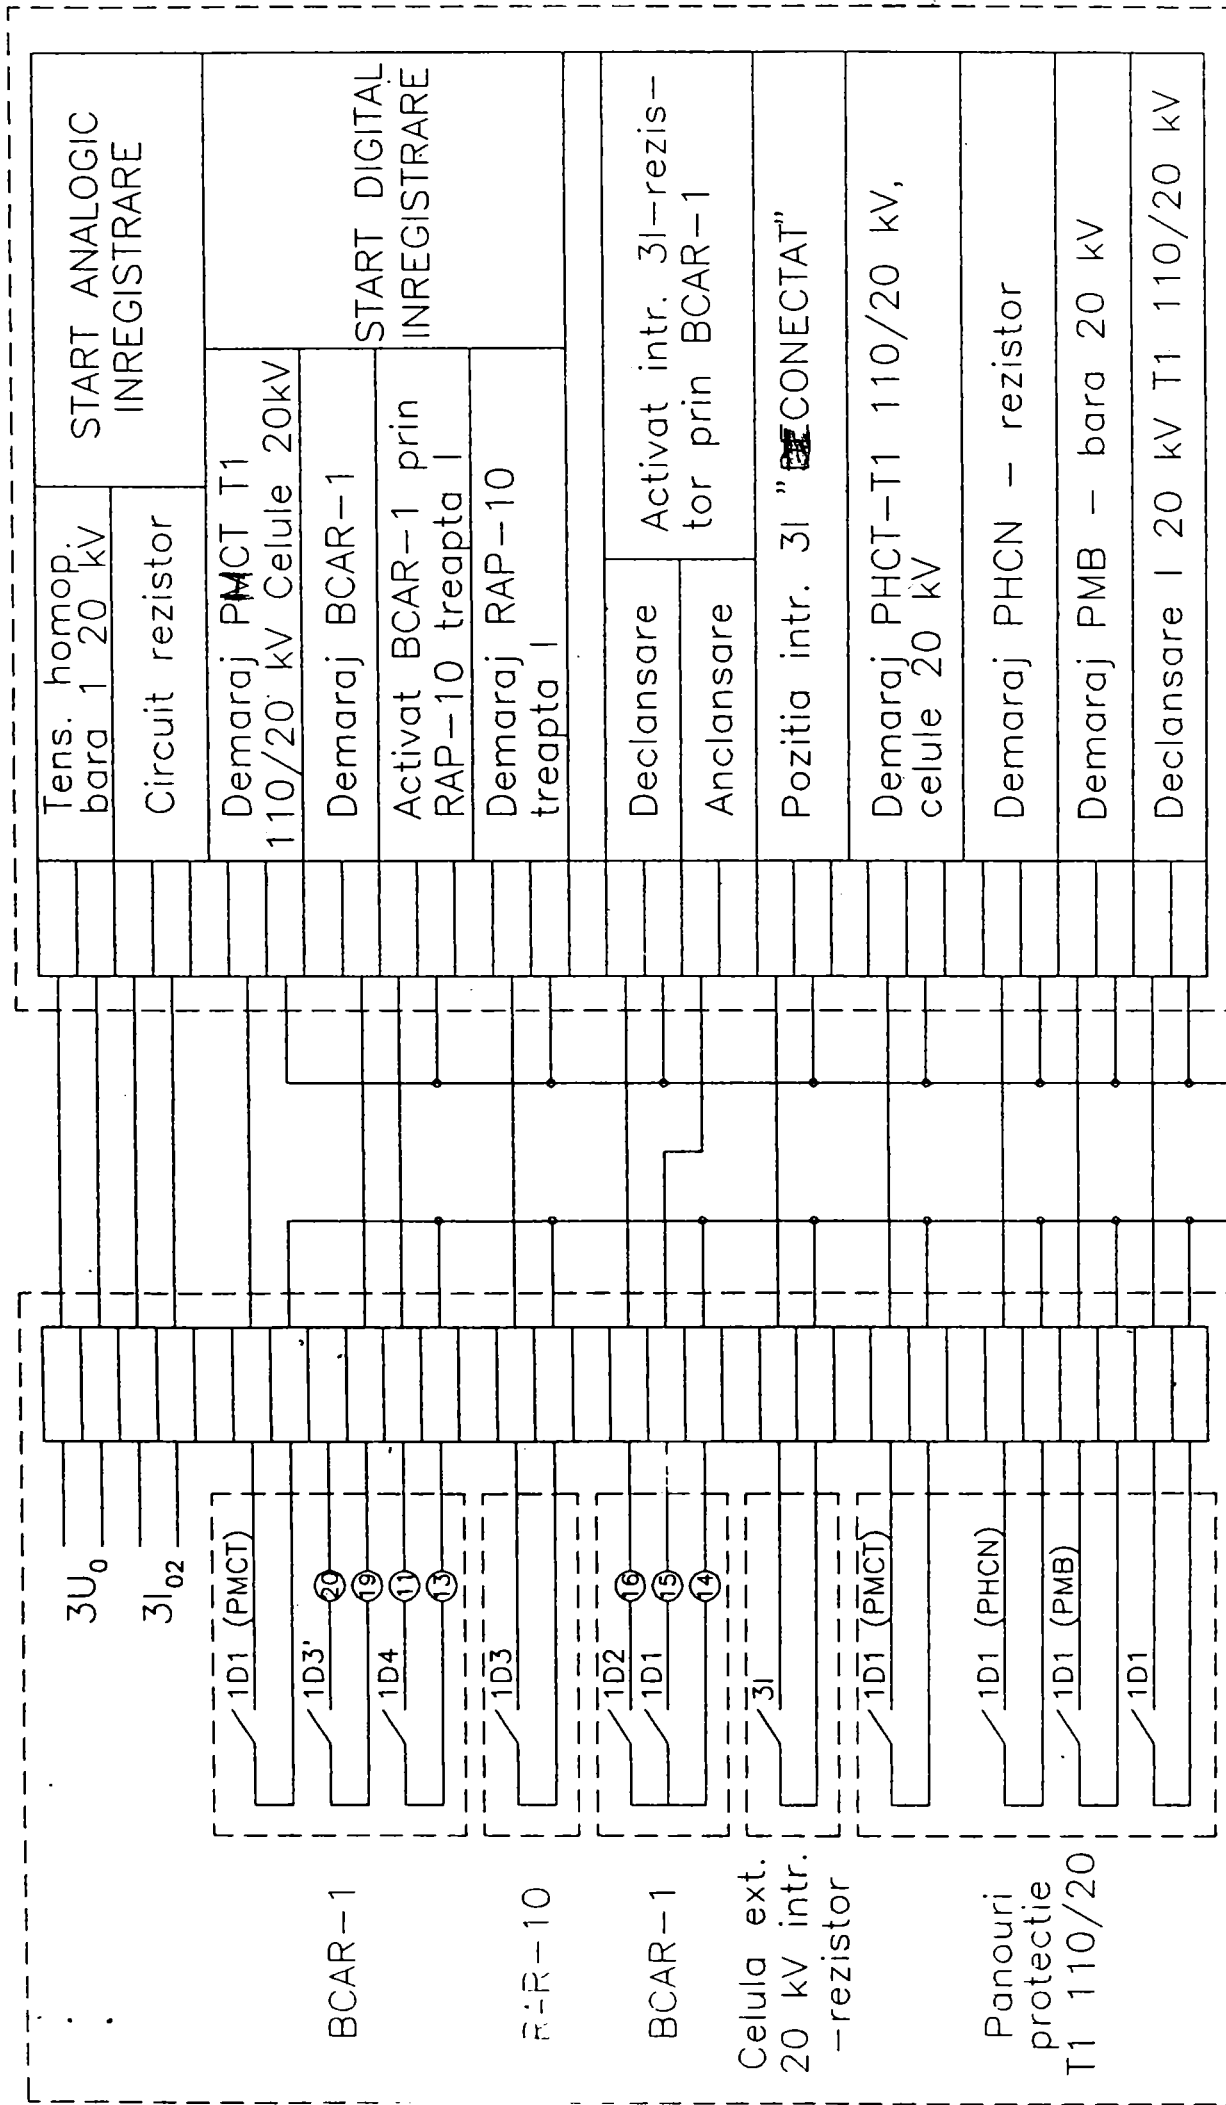 START ANALOGIC
INREGISTRARE
START DIGITAL
INREGISTRARE
Tens. homop.
bara 1 20 kV
Circuit rezistor
Demaraj PMCT T1
110/20 kV Celule 20kV
Demaraj BCAR-1
Activat BCAR-1 prin
RAP-10 treapta I
Demaraj RAP-10
treapta I
Declansare
Anclansare
Activat intr. 3I-rezis-
tor prin BCAR-1
Pozitia intr. 3I "CONECTAT"
Demaraj PHCT-T1 110/20 kV,
celule 20 kV
Demaraj PHCN - rezistor
Demaraj PMB - bara 20 kV
Declansare I 20 kV T1 110/20 kV
3U0
3I02
1D1 (PMCT)
1D3'
20
19
1D4
11
13
1D3
1D2
16
1D1
15
14
3I
1D1 (PMCT)
1D1 (PHCN)
1D1 (PMB)
1D1
BCAR-1
BCAR-1
Celula ext.
20 kV intr.
-rezistor
Panouri
protectie
T1 110/20